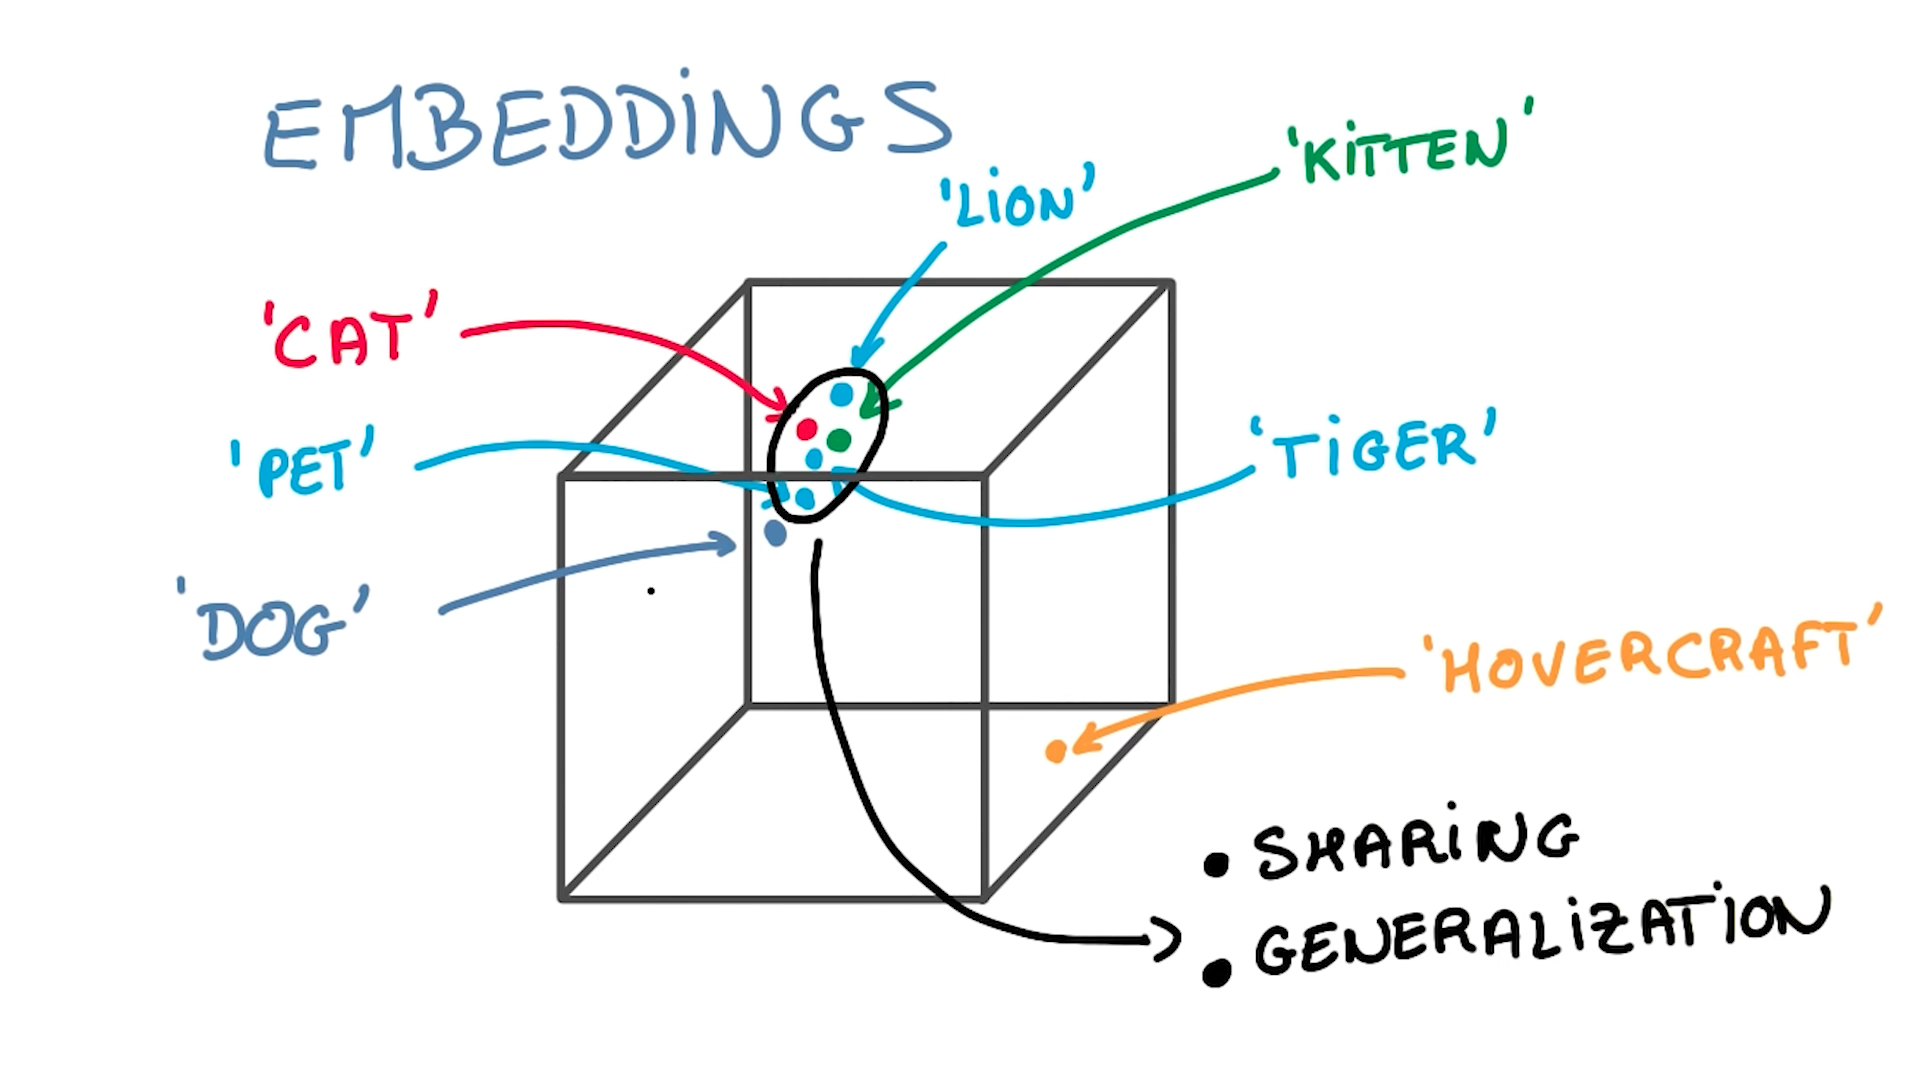 EMBEDDINGS
'KiTTEN'
'LiON'
'CAT'
'PET'
'TiGER'
'DOG'
'HOVERCRAFT'
• SHARiNG
• GENERALiZATiON